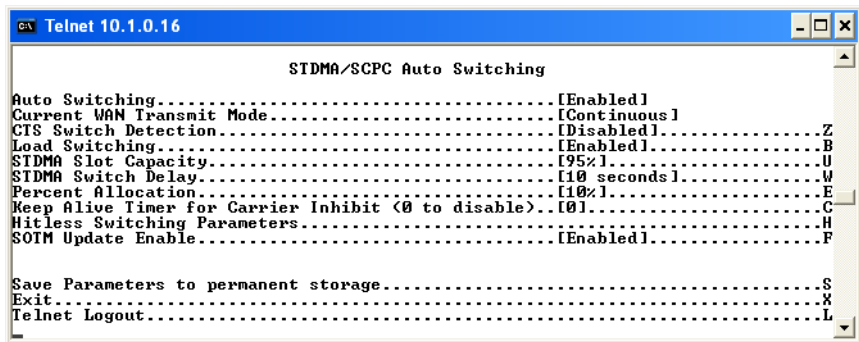 Telnet 10.1.0.16
STDMA/SCPC Auto Switching
Auto Switching.......................................[Enabled]
Current WAN Transmit Mode............................[Continuous]
CTS Switch Detection.................................[Disabled]................Z
Load Switching.......................................[Enabled].................B
STDMA Slot Capacity..................................[95%].....................U
STDMA Switch Delay...................................[10 seconds]..............W
Percent Allocation...................................[10%].....................E
Keep Alive Timer for Carrier Inhibit (0 to disable)..[0].......................C
Hitless Switching Parameters...................................................H
SOTM Update Enable...................................[Enabled].................F
Save Parameters to permanent storage...........................................S
Exit...........................................................................X
Telnet Logout..................................................................L